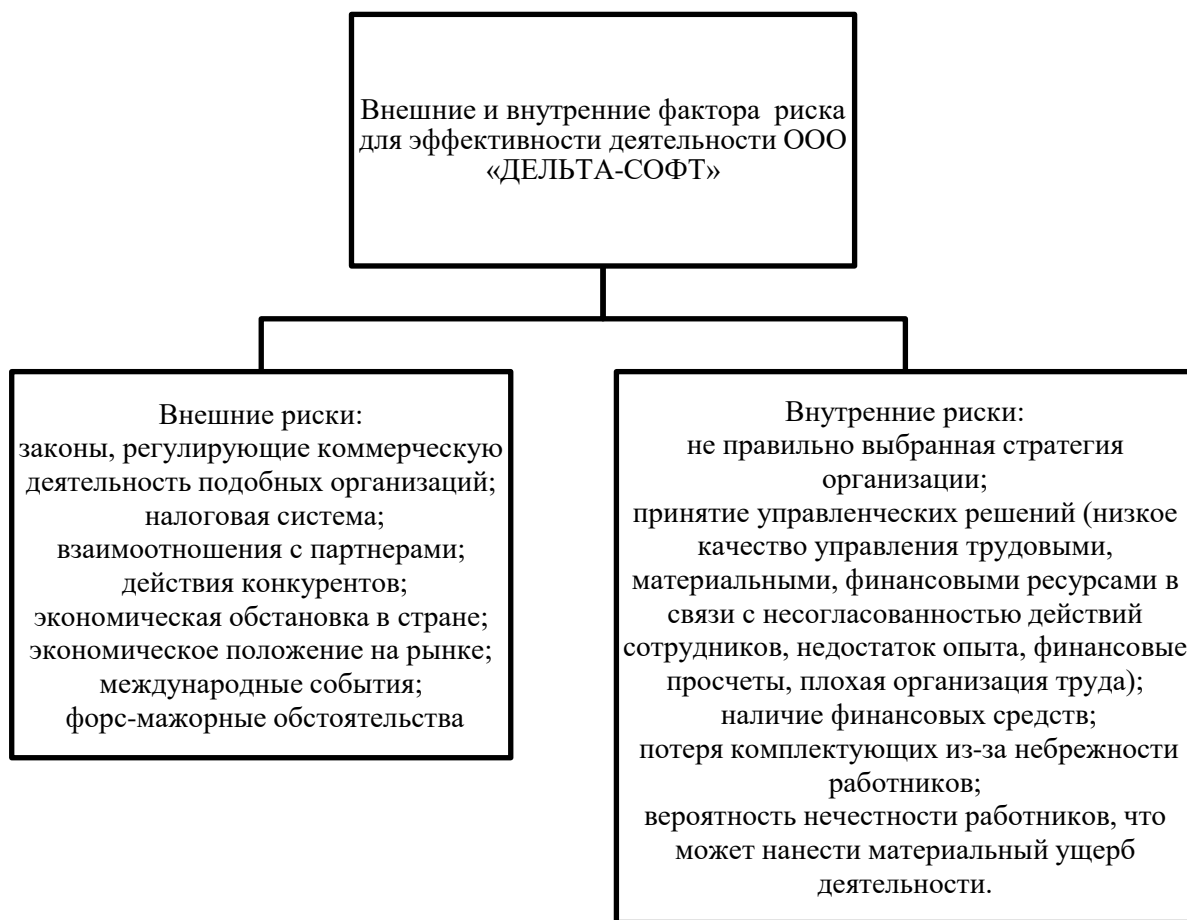 Внешние и внутренние фактора риска
для эффективности деятельности ООО
«ДЕЛЬТА-СОФТ»
Внешние риски:
законы, регулирующие коммерческую
деятельность подобных организаций;
налоговая система;
взаимоотношения с партнерами;
действия конкурентов;
экономическая обстановка в стране;
экономическое положение на рынке;
международные события;
форс-мажорные обстоятельства
Внутренние риски:
не правильно выбранная стратегия
организации;
принятие управленческих решений (низкое
качество управления трудовыми,
материальными, финансовыми ресурсами в
связи с несогласованностью действий
сотрудников, недостаток опыта, финансовые
просчеты, плохая организация труда);
наличие финансовых средств;
потеря комплектующих из-за небрежности
работников;
вероятность нечестности работников, что
может нанести материальный ущерб
деятельности.